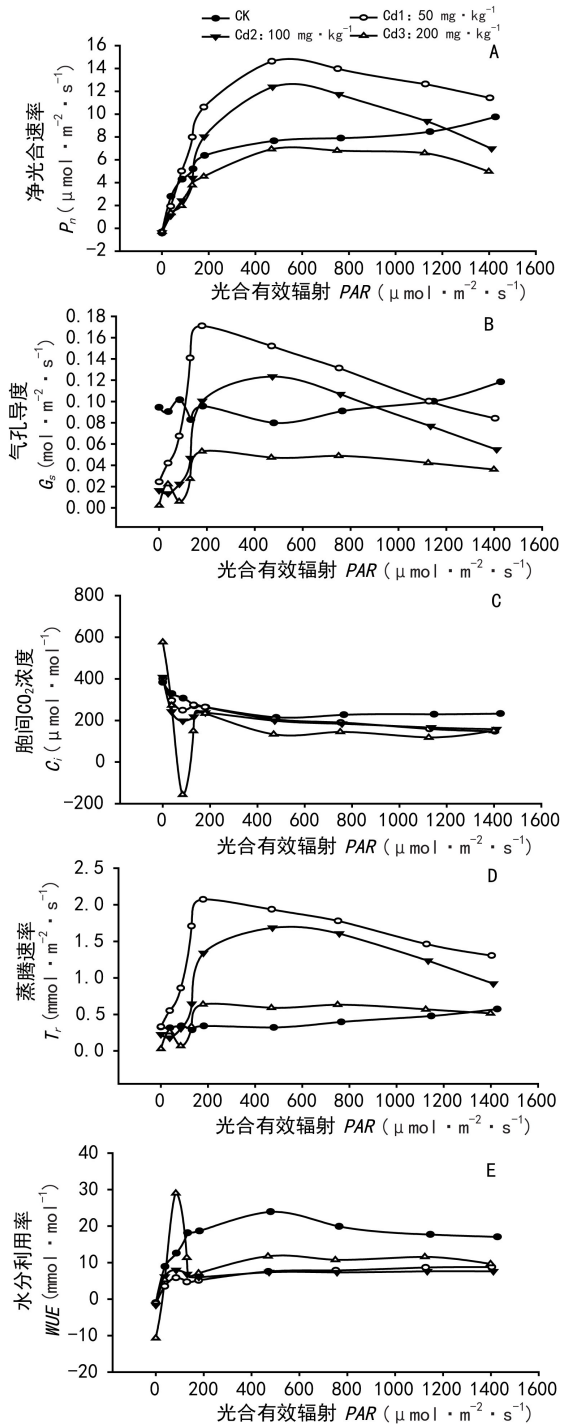 CK
Cd1：50 mg·kg⁻¹
Cd2：100 mg·kg⁻¹
Cd3：200 mg·kg⁻¹
A
净光合速率
Pₙ（μmol·m⁻²·s⁻¹）
16
14
12
10
8
6
4
2
0
−2
0 200 400 600 800 1000 1200 1400 1600
光合有效辐射 PAR（μmol·m⁻²·s⁻¹）
B
气孔导度
Gₛ（mol·m⁻²·s⁻¹）
0.18
0.16
0.14
0.12
0.10
0.08
0.06
0.04
0.02
0.00
0 200 400 600 800 1000 1200 1400 1600
光合有效辐射 PAR（μmol·m⁻²·s⁻¹）
C
胞间CO₂浓度
Cᵢ（μmol·mol⁻¹）
800
600
400
200
0
−200
0 200 400 600 800 1000 1200 1400 1600
光合有效辐射 PAR（μmol·m⁻²·s⁻¹）
D
蒸腾速率
Tᵣ（mmol·m⁻²·s⁻¹）
2.5
2.0
1.5
1.0
0.5
0.0
0 200 400 600 800 1000 1200 1400 1600
光合有效辐射 PAR（μmol·m⁻²·s⁻¹）
E
水分利用率
WUE（mmol·mol⁻¹）
40
30
20
10
0
−10
−20
0 200 400 600 800 1000 1200 1400 1600
光合有效辐射 PAR（μmol·m⁻²·s⁻¹）